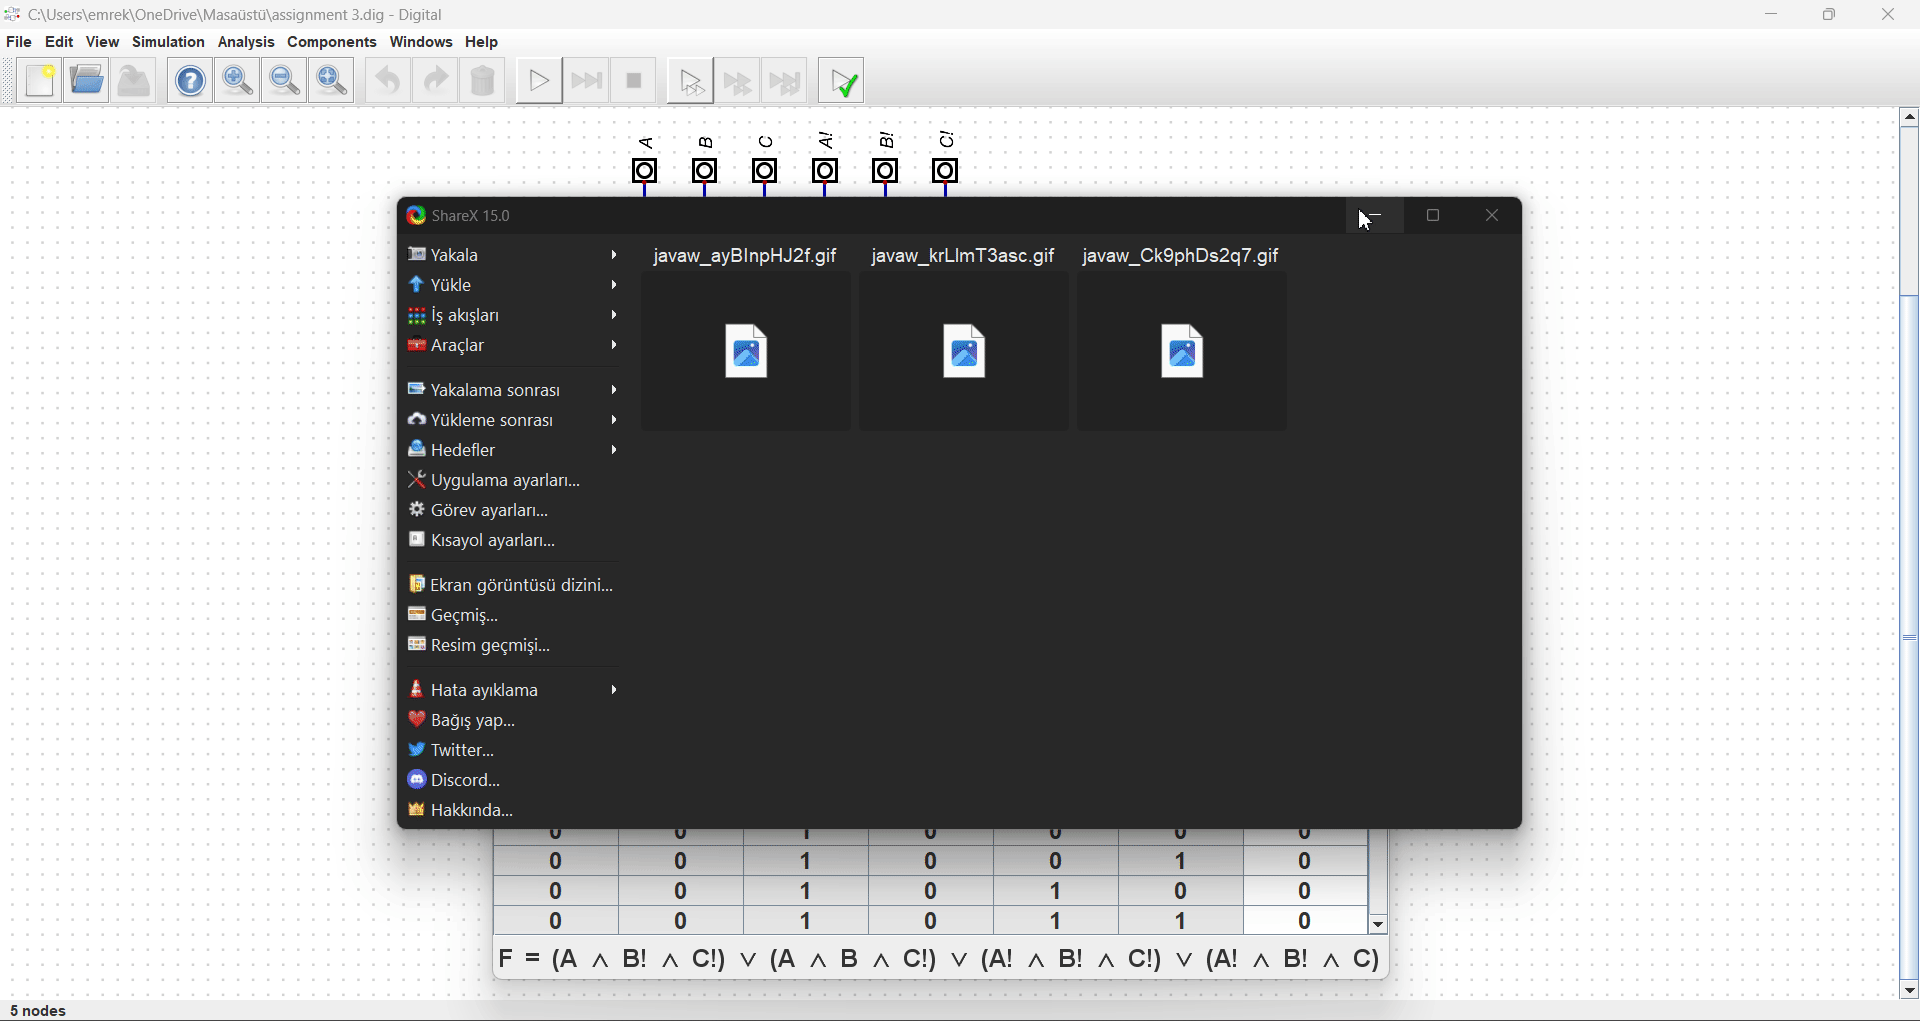 C:\Users\emrek\OneDrive\Masaüstü\assignment 3.dig - Digital
File Edit View Simulation Analysis Components Windows Help
A B C A! B! C!
ShareX 15.0
Yakala
Yükle
İş akışları
Araçlar
Yakalama sonrası
Yükleme sonrası
Hedefler
Uygulama ayarları...
Görev ayarları...
Kısayol ayarları...
Ekran görüntüsü dizini...
Geçmiş...
Resim geçmişi...
Hata ayıklama
Bağış yap...
Twitter...
Discord...
Hakkında...
javaw_ayBInpHJ2f.gif javaw_krLlmT3asc.gif javaw_Ck9phDs2q7.gif
0 0 1 0 0 0 0
0 0 1 0 0 1 0
0 0 1 0 1 0 0
0 0 1 0 1 1 0
F = (A ∧ B! ∧ C!) ∨ (A ∧ B ∧ C!) ∨ (A! ∧ B! ∧ C!) ∨ (A! ∧ B! ∧ C)
5 nodes